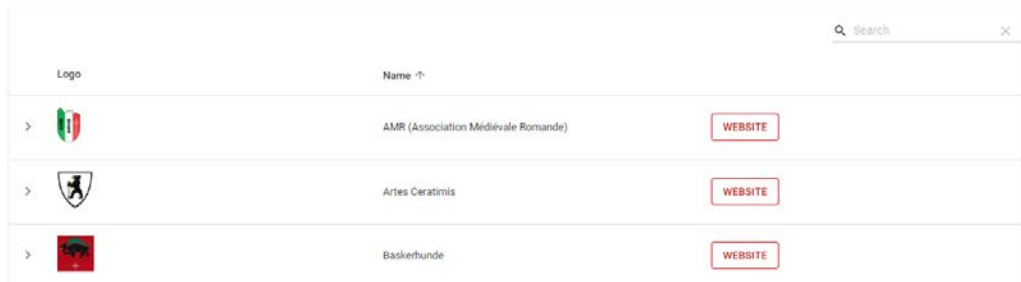 Search
Logo
Name ↑
AMR (Association Médiévale Romande)
WEBSITE
Artes Ceratimis
WEBSITE
Baskerhunde
WEBSITE